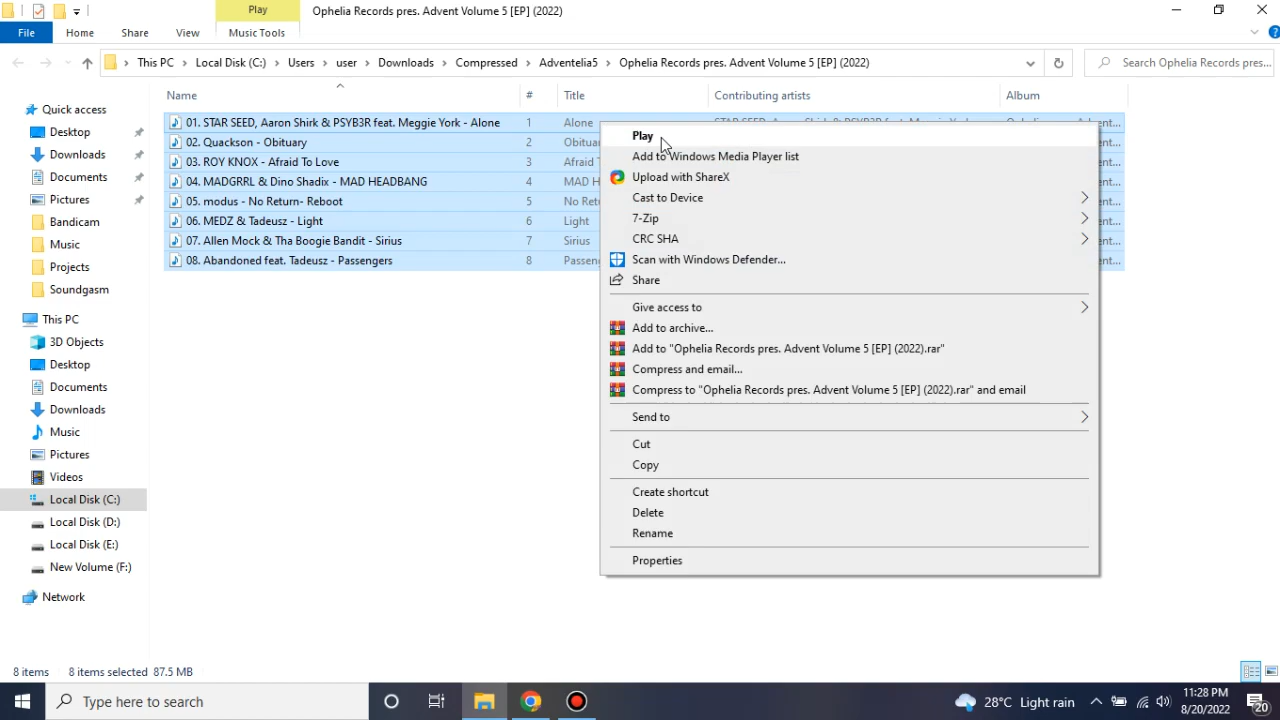 Play
Ophelia Records pres. Advent Volume 5 [EP] (2022)
File
Home
Share
View
Music Tools
This PC
Local Disk (C:)
Users
user
Downloads
Compressed
Adventelia5
Ophelia Records pres. Advent Volume 5 [EP] (2022)
Search Ophelia Records pres...
Name
#
Title
Contributing artists
Album
Quick access
Desktop
Downloads
Documents
Pictures
Bandicam
Music
Projects
Soundgasm
This PC
3D Objects
Desktop
Documents
Downloads
Music
Pictures
Videos
Local Disk (C:)
Local Disk (D:)
Local Disk (E:)
New Volume (F:)
Network
01. STAR SEED, Aaron Shirk & PSYB3R feat. Meggie York - Alone 1 Alone
02. Quackson - Obituary 2
03. ROY KNOX - Afraid To Love 3 Afraid
04. MADGRRL & Dino Shadix - MAD HEADBANG 4 MAD
05. modus - No Return- Reboot 5
06. MEDZ & Tadeusz - Light 6 Light
07. Allen Mock & Tha Boogie Bandit - Sirius 7 Sirius
08. Abandoned feat. Tadeusz - Passengers 8
Play
Add to Windows Media Player list
Upload with ShareX
Cast to Device
7-Zip
CRC SHA
Scan with Windows Defender...
Share
Give access to
Add to archive...
Add to "Ophelia Records pres. Advent Volume 5 [EP] (2022).rar"
Compress and email...
Compress to "Ophelia Records pres. Advent Volume 5 [EP] (2022).rar" and email
Send to
Cut
Copy
Create shortcut
Delete
Rename
Properties
8 items
8 items selected 87.5 MB
Type here to search
28°C Light rain
11:28 PM
8/20/2022
20